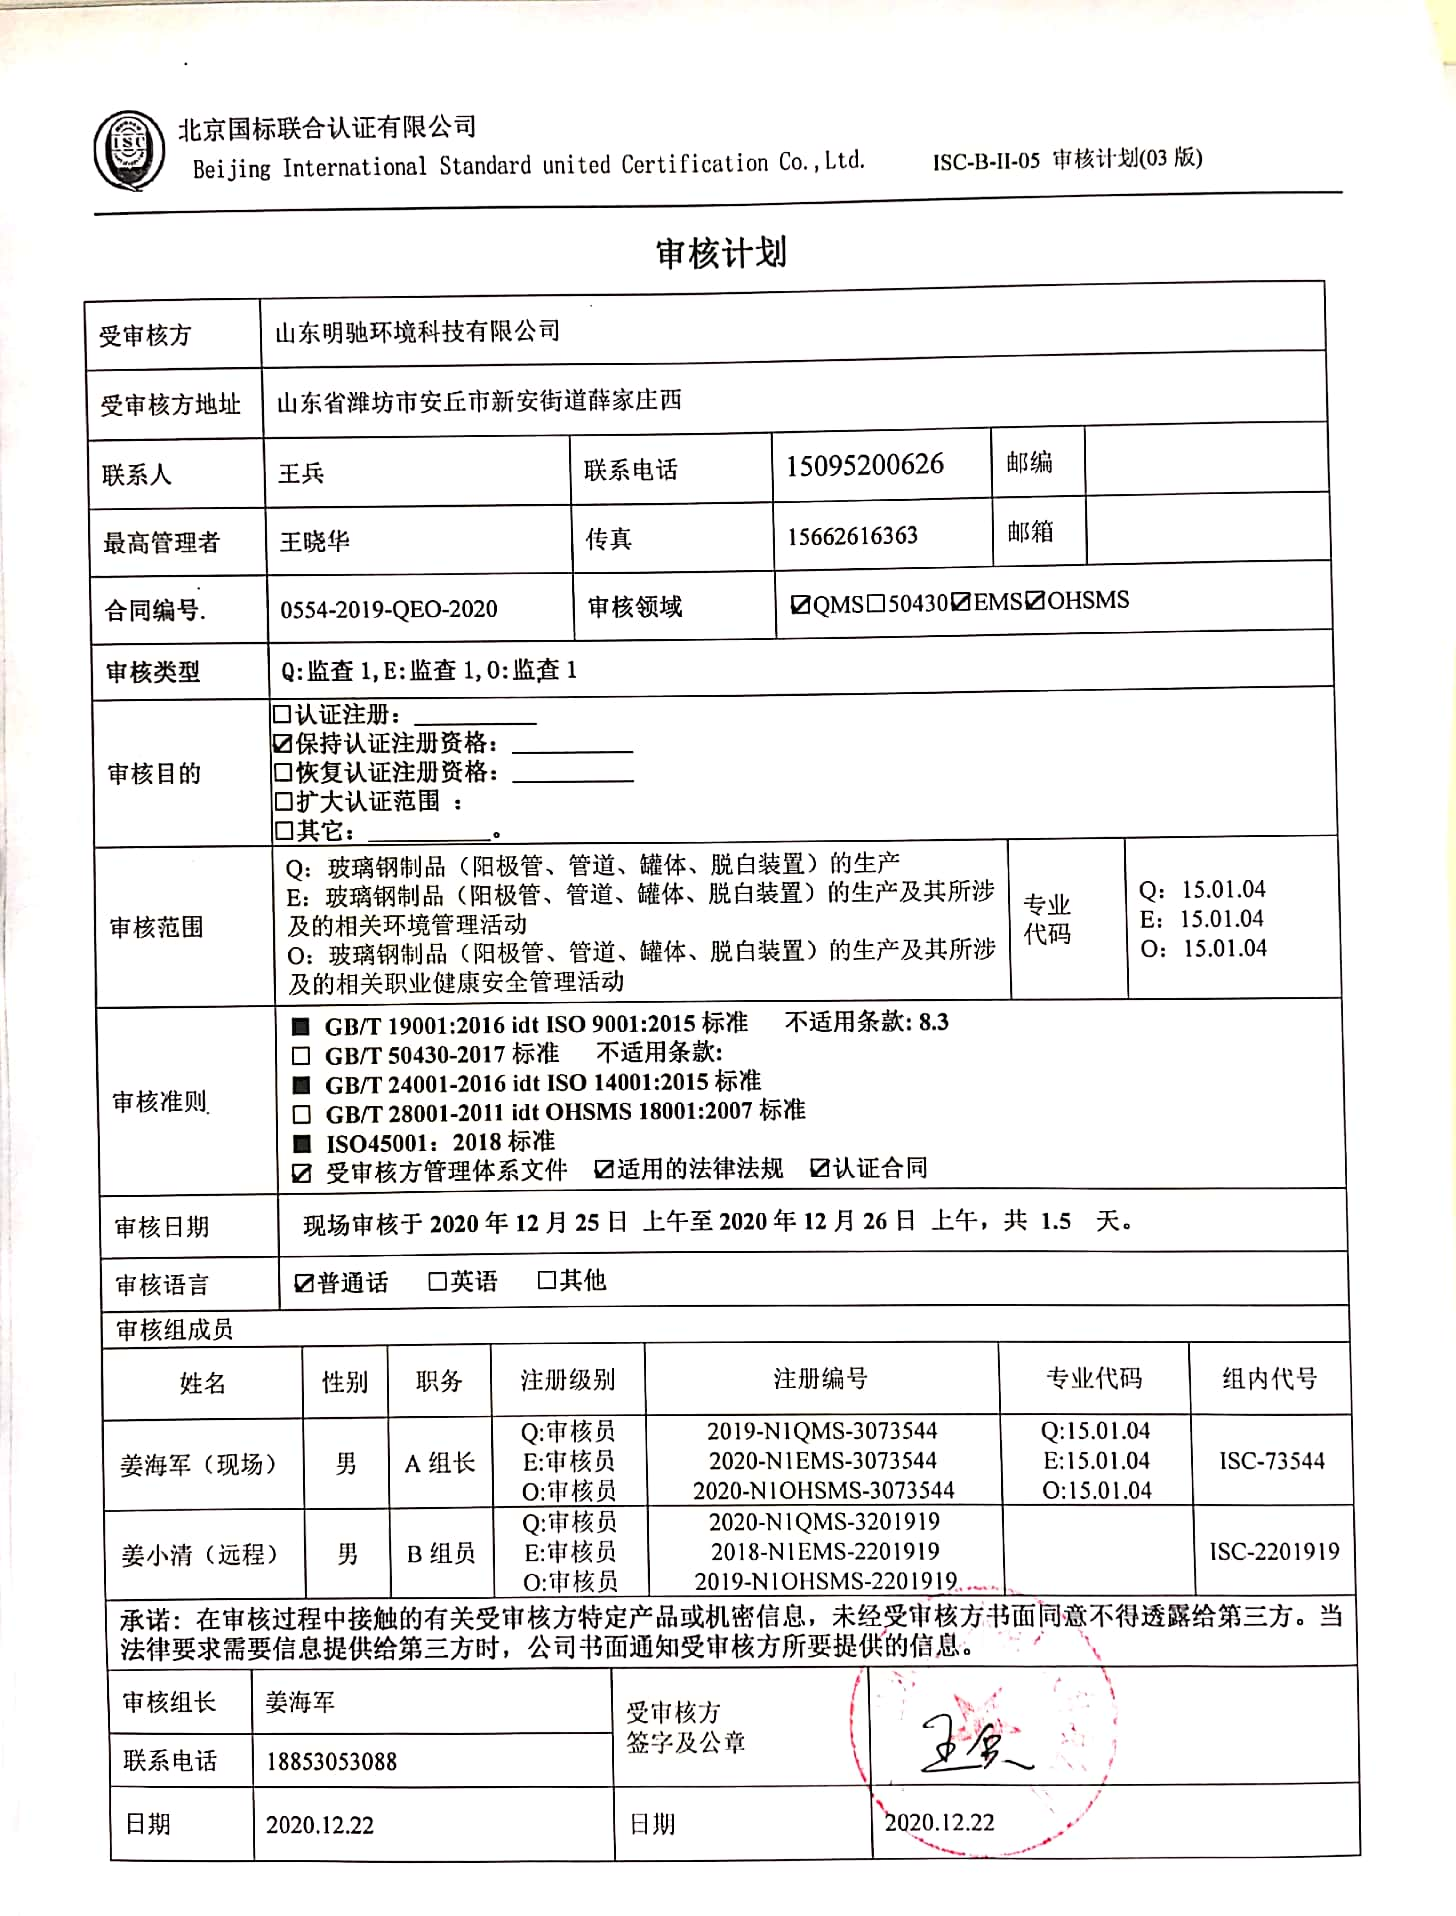 ISC
北京国标联合认证有限公司
Beijing International Standard united Certification Co.,Ltd.
ISC-B-II-05 审核计划(03 版)
审核计划
受审核方 山东明驰环境科技有限公司
受审核方地址 山东省潍坊市安丘市新安街道薛家庄西
联系人 王兵 联系电话 15095200626 邮编
最高管理者 王晓华 传真 15662616363 邮箱
合同编号. 0554-2019-QEO-2020 审核领域 ☑QMS□50430☑EMS☑OHSMS
审核类型 Q:监查 1,E:监查 1,O:监查 1
审核目的
□认证注册：
☑保持认证注册资格：
□恢复认证注册资格：
□扩大认证范围 ：
□其它：__________。
审核范围
Q：玻璃钢制品（阳极管、管道、罐体、脱白装置）的生产
E：玻璃钢制品（阳极管、管道、罐体、脱白装置）的生产及其所涉
及的相关环境管理活动
O：玻璃钢制品（阳极管、管道、罐体、脱白装置）的生产及其所涉
及的相关职业健康安全管理活动
专业
代码
Q：15.01.04
E：15.01.04
O：15.01.04
审核准则
■ GB/T 19001:2016 idt ISO 9001:2015 标准 不适用条款: 8.3
□ GB/T 50430-2017 标准 不适用条款:
■ GB/T 24001-2016 idt ISO 14001:2015 标准
□ GB/T 28001-2011 idt OHSMS 18001:2007 标准
■ ISO45001：2018 标准
☑ 受审核方管理体系文件 ☑适用的法律法规 ☑认证合同
审核日期 现场审核于 2020 年 12 月 25 日 上午至 2020 年 12 月 26 日 上午，共 1.5 天。
审核语言 ☑普通话 □英语 □其他
审核组成员
姓名 性别 职务 注册级别 注册编号 专业代码 组内代号
姜海军（现场） 男 A 组长
Q:审核员 2019-N1QMS-3073544 Q:15.01.04
E:审核员 2020-N1EMS-3073544 E:15.01.04 ISC-73544
O:审核员 2020-N1OHSMS-3073544 O:15.01.04
姜小清（远程） 男 B 组员
Q:审核员 2020-N1QMS-3201919
E:审核员 2018-N1EMS-2201919 ISC-2201919
O:审核员 2019-N1OHSMS-2201919
承诺：在审核过程中接触的有关受审核方特定产品或机密信息，未经受审核方书面同意不得透露给第三方。当
法律要求需要信息提供给第三方时，公司书面通知受审核方所要提供的信息。
审核组长 姜海军
受审核方
签字及公章
王兵
联系电话 18853053088
日期 2020.12.22 日期 2020.12.22